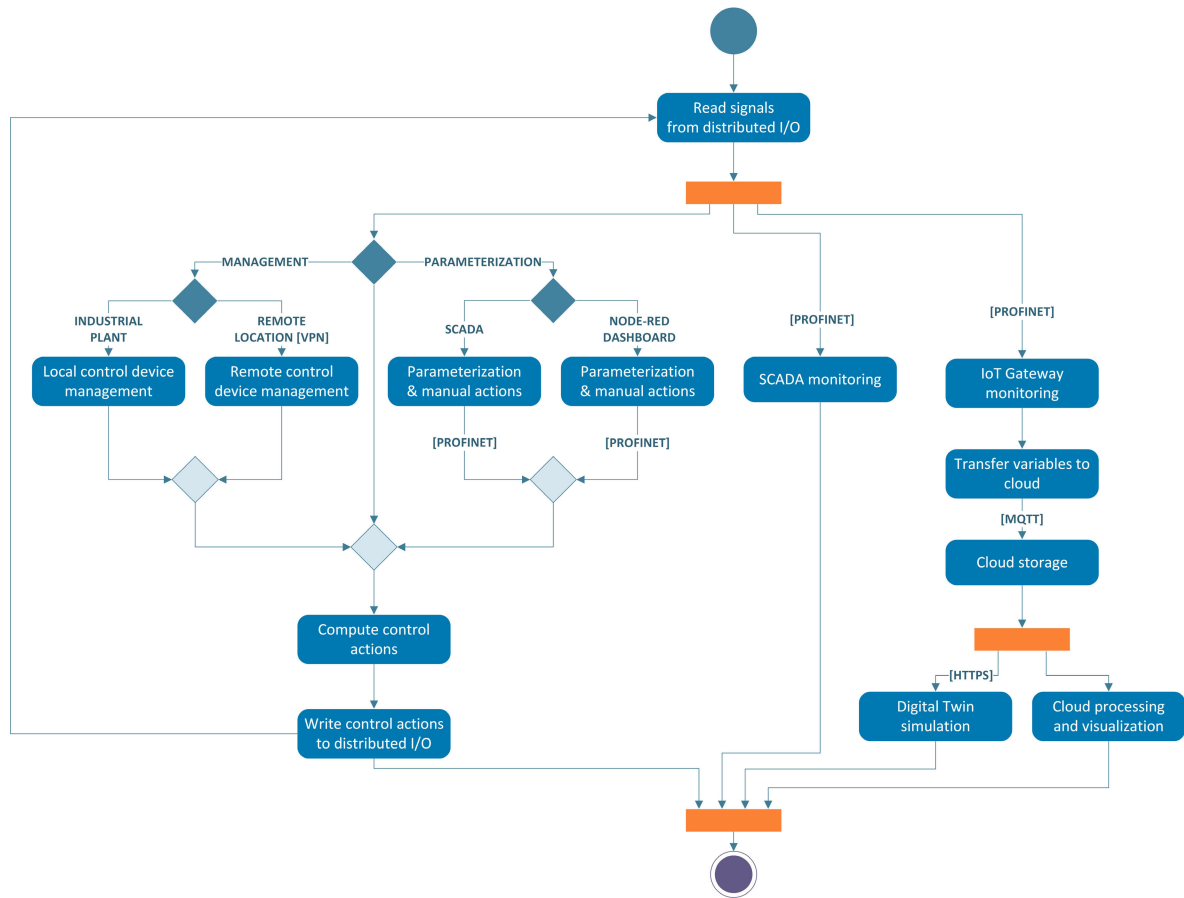 Read signals
from distributed I/O
MANAGEMENT
PARAMETERIZATION
INDUSTRIAL
PLANT
REMOTE
LOCATION [VPN]
SCADA
NODE-RED
DASHBOARD
[PROFINET]
[PROFINET]
Local control device
management
Remote control
device management
Parameterization
& manual actions
Parameterization
& manual actions
SCADA monitoring
IoT Gateway
monitoring
[PROFINET]
[PROFINET]
Transfer variables to
cloud
[MQTT]
Cloud storage
Compute control
actions
[HTTPS]
Write control actions
to distributed I/O
Digital Twin
simulation
Cloud processing
and visualization